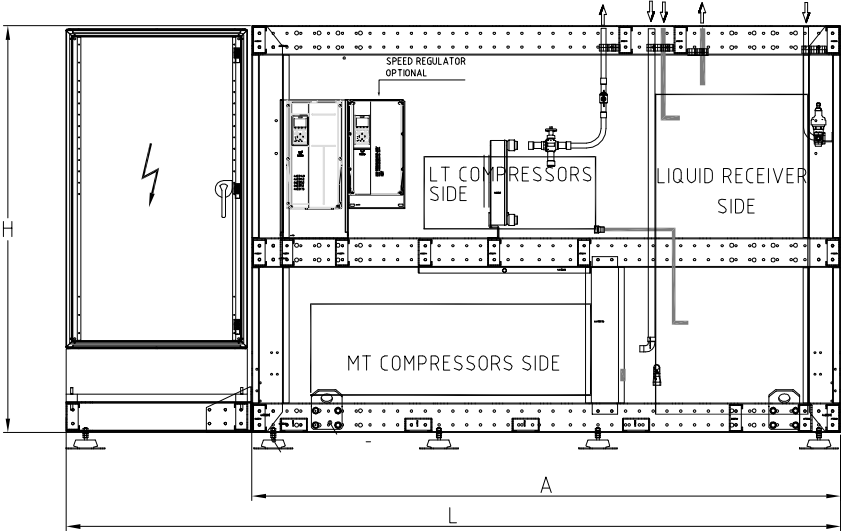 SPEED REGULATOR
OPTIONAL
LT COMPRESSORS
SIDE
LIQUID RECEIVER
SIDE
H
MT COMPRESSORS SIDE
A
L